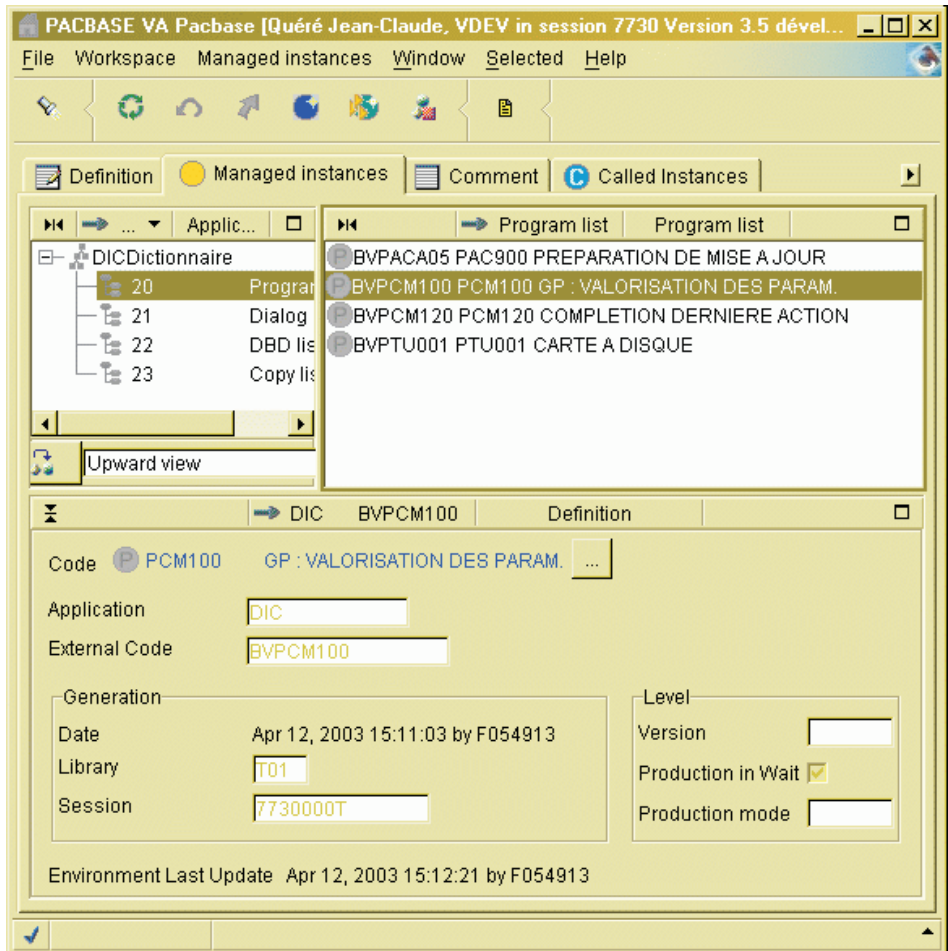 PACBASE VA Pacbase [Quéré Jean-Claude, VDEV in session 7730 Version 3.5 dével...
File Workspace Managed instances Window Selected Help
Definition Managed instances Comment C Called Instances
... Applic...
DICDictionnaire
20 Program
21 Dialog
22 DBD lis
23 Copy lis
Upward view
Program list Program list
P BVPACA05 PAC900 PREPARATION DE MISE A JOUR
P BVPCM100 PCM100 GP : VALORISATION DES PARAM.
P BVPCM120 PCM120 COMPLETION DERNIERE ACTION
P BVPTU001 PTU001 CARTE A DISQUE
DIC BVPCM100 Definition
Code P PCM100 GP : VALORISATION DES PARAM. ...
Application DIC
External Code BVPCM100
Generation
Date Apr 12, 2003 15:11:03 by F054913
Library T01
Session 7730000T
Level
Version
Production in Wait
Production mode
Environment Last Update Apr 12, 2003 15:12:21 by F054913